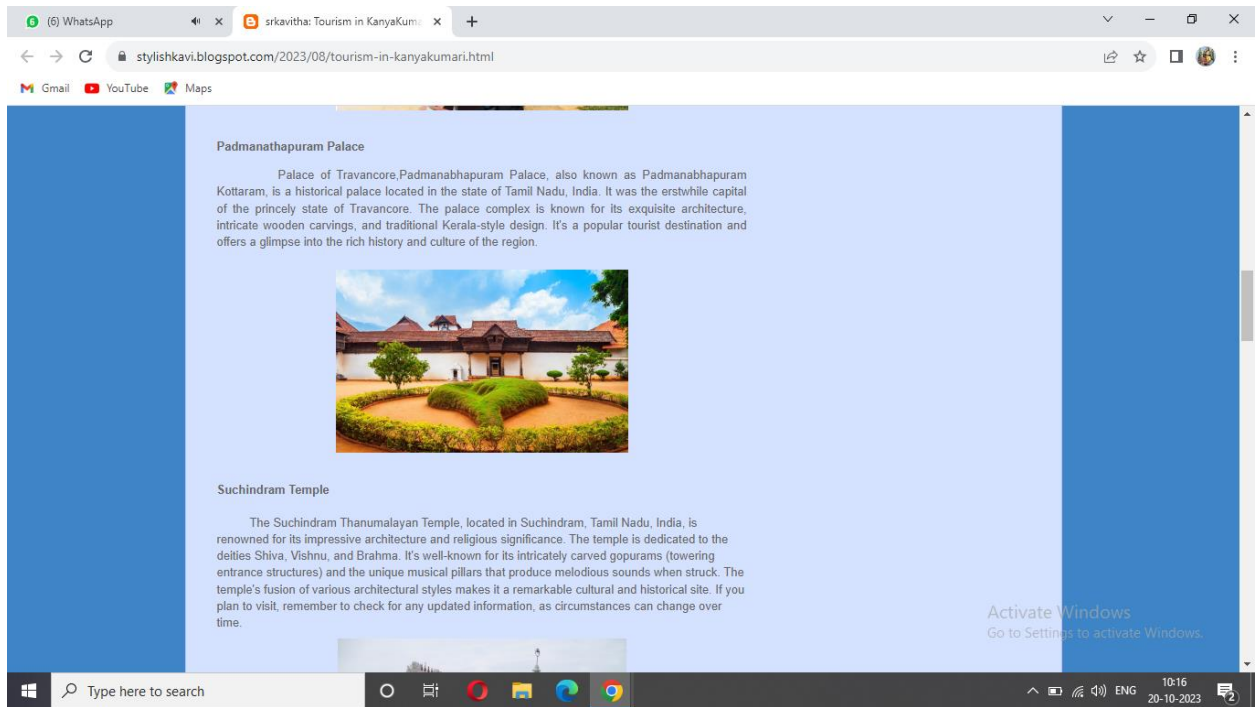 (6) WhatsApp
srkavitha: Tourism in KanyaKum
stylishkavi.blogspot.com/2023/08/tourism-in-kanyakumari.html
Gmail YouTube Maps
Padmanathapuram Palace
Palace of Travancore,Padmanabhapuram Palace, also known as Padmanabhapuram
Kottaram, is a historical palace located in the state of Tamil Nadu, India. It was the erstwhile capital
of the princely state of Travancore. The palace complex is known for its exquisite architecture,
intricate wooden carvings, and traditional Kerala-style design. It's a popular tourist destination and
offers a glimpse into the rich history and culture of the region.
Suchindram Temple
The Suchindram Thanumalayan Temple, located in Suchindram, Tamil Nadu, India, is
renowned for its impressive architecture and religious significance. The temple is dedicated to the
deities Shiva, Vishnu, and Brahma. It's well-known for its intricately carved gopurams (towering
entrance structures) and the unique musical pillars that produce melodious sounds when struck. The
temple's fusion of various architectural styles makes it a remarkable cultural and historical site. If you
plan to visit, remember to check for any updated information, as circumstances can change over
time.
Activate Windows
Go to Settings to activate Windows.
Type here to search
ENG
10:16
20-10-2023
2